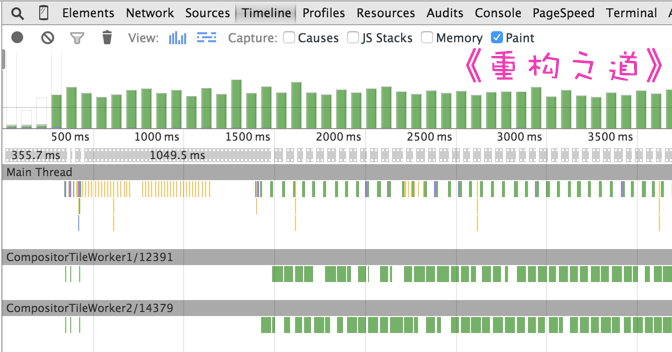 Elements Network Sources Timeline Profiles Resources Audits Console PageSpeed Terminal
View: Capture: Causes JS Stacks Memory Paint
《重构之道》
500 ms 1000 ms 1500 ms 2000 ms 2500 ms 3000 ms 3500 ms
355.7 ms 1049.5 ms
Main Thread
CompositorTileWorker1/12391
CompositorTileWorker2/14379